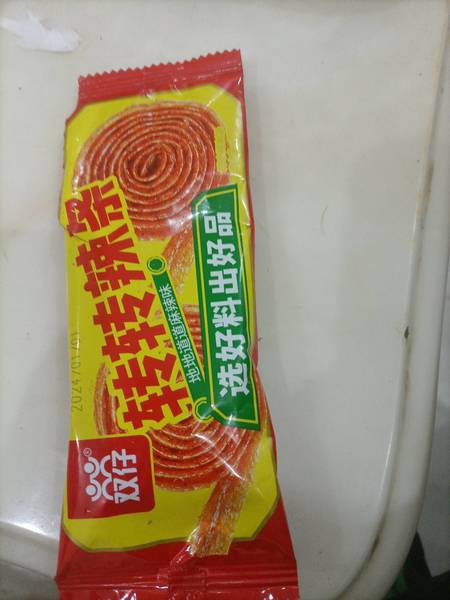 双仔
®
转转辣条
地地道道麻辣味
选好料出好品
2024/01/01